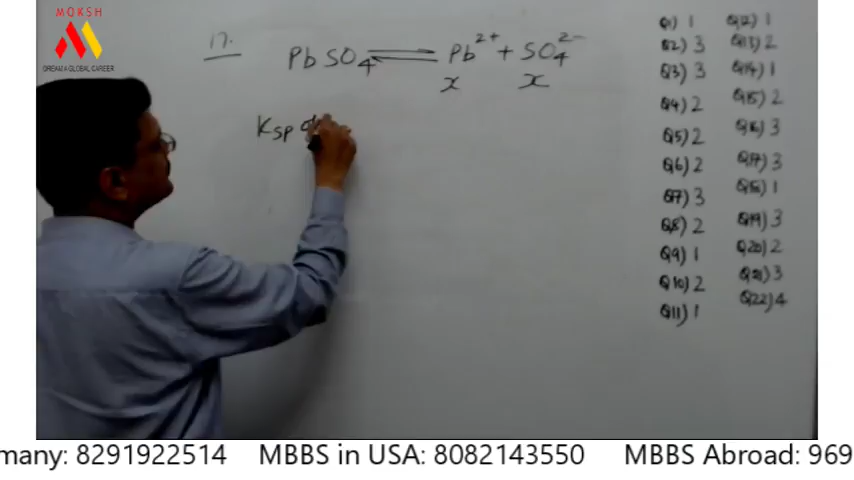 MOKSH
DREAM A GLOBAL CAREER
17.
PbSO4 ⇌ Pb2+ + SO4 2-
x x
Ksp of
Q1) 1
Q2) 3
Q3) 3
Q4) 2
Q5) 2
Q6) 2
Q7) 3
Q8) 2
Q9) 1
Q10) 2
Q11) 1
Q12) 1
Q13) 2
Q14) 1
Q15) 2
Q16) 3
Q17) 3
Q18) 1
Q19) 3
Q20) 2
Q21) 3
Q22) 4
many: 8291922514 MBBS in USA: 8082143550 MBBS Abroad: 969